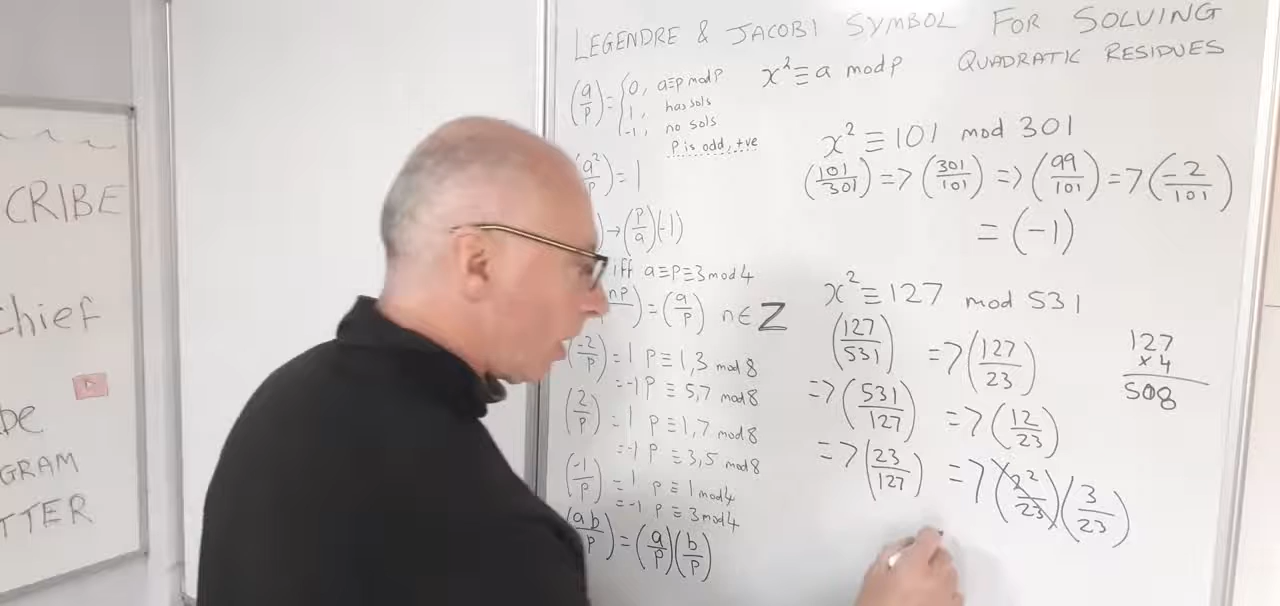 CRIBE
Chief
be
GRAM
TTER
LEGENDRE & JACOBI SYMBOL FOR SOLVING
x² ≡ a mod p QUADRATIC RESIDUES
(a/p) = { 0, a≡p mod p
1, has sols
-1, no sols
P is odd, +ve
(a²/p) = 1
) → (p/a)(-1)
iff a≡p≡3 mod 4
np) = (a/p) n∈Z
(-2/p) = 1 p ≡ 1,3 mod 8
= -1 p ≡ 5,7 mod 8
(2/p) = 1 p ≡ 1,7 mod 8
= -1 p ≡ 3,5 mod 8
(-1/p) = 1 p ≡ 1 mod 4
= -1 p ≡ 3 mod 4
(ab/p) = (a/p)(b/p)
x² ≡ 101 mod 301
(101/301) => (301/101) => (99/101) => (-2/101)
= (-1)
x² ≡ 127 mod 531
(127/531) => (127/23)
=> (531/127) => (12/23)
=> (23/127) => (2²/23)(3/23)
127
×4
508